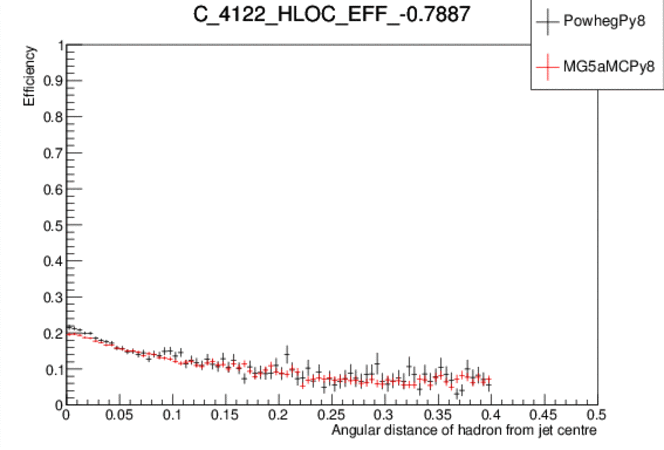 C_4122_HLOC_EFF_-0.7887
PowhegPy8
MG5aMCPy8
Efficiency
1
0.9
0.8
0.7
0.6
0.5
0.4
0.3
0.2
0.1
0
0 0.05 0.1 0.15 0.2 0.25 0.3 0.35 0.4 0.45 0.5
Angular distance of hadron from jet centre